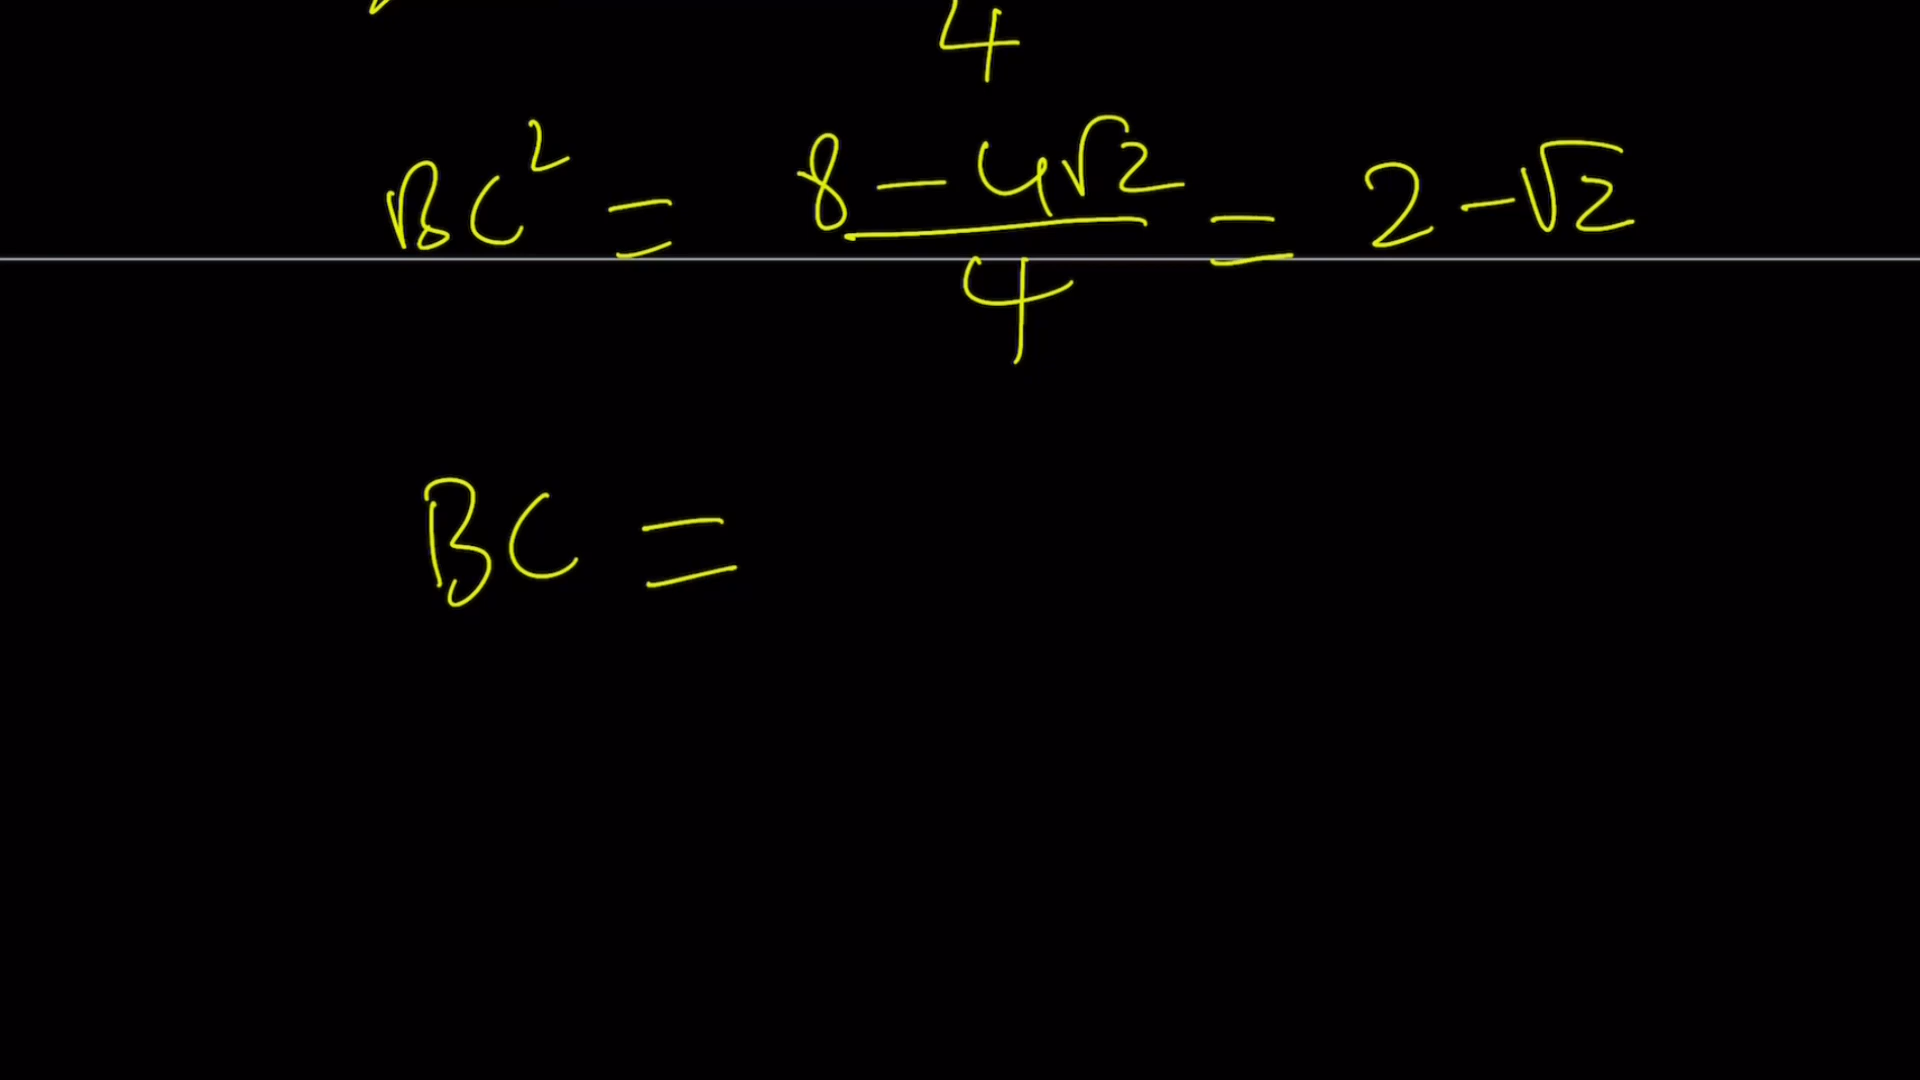 4
BC² = (8 - 4√2)/4 = 2 - √2
BC =